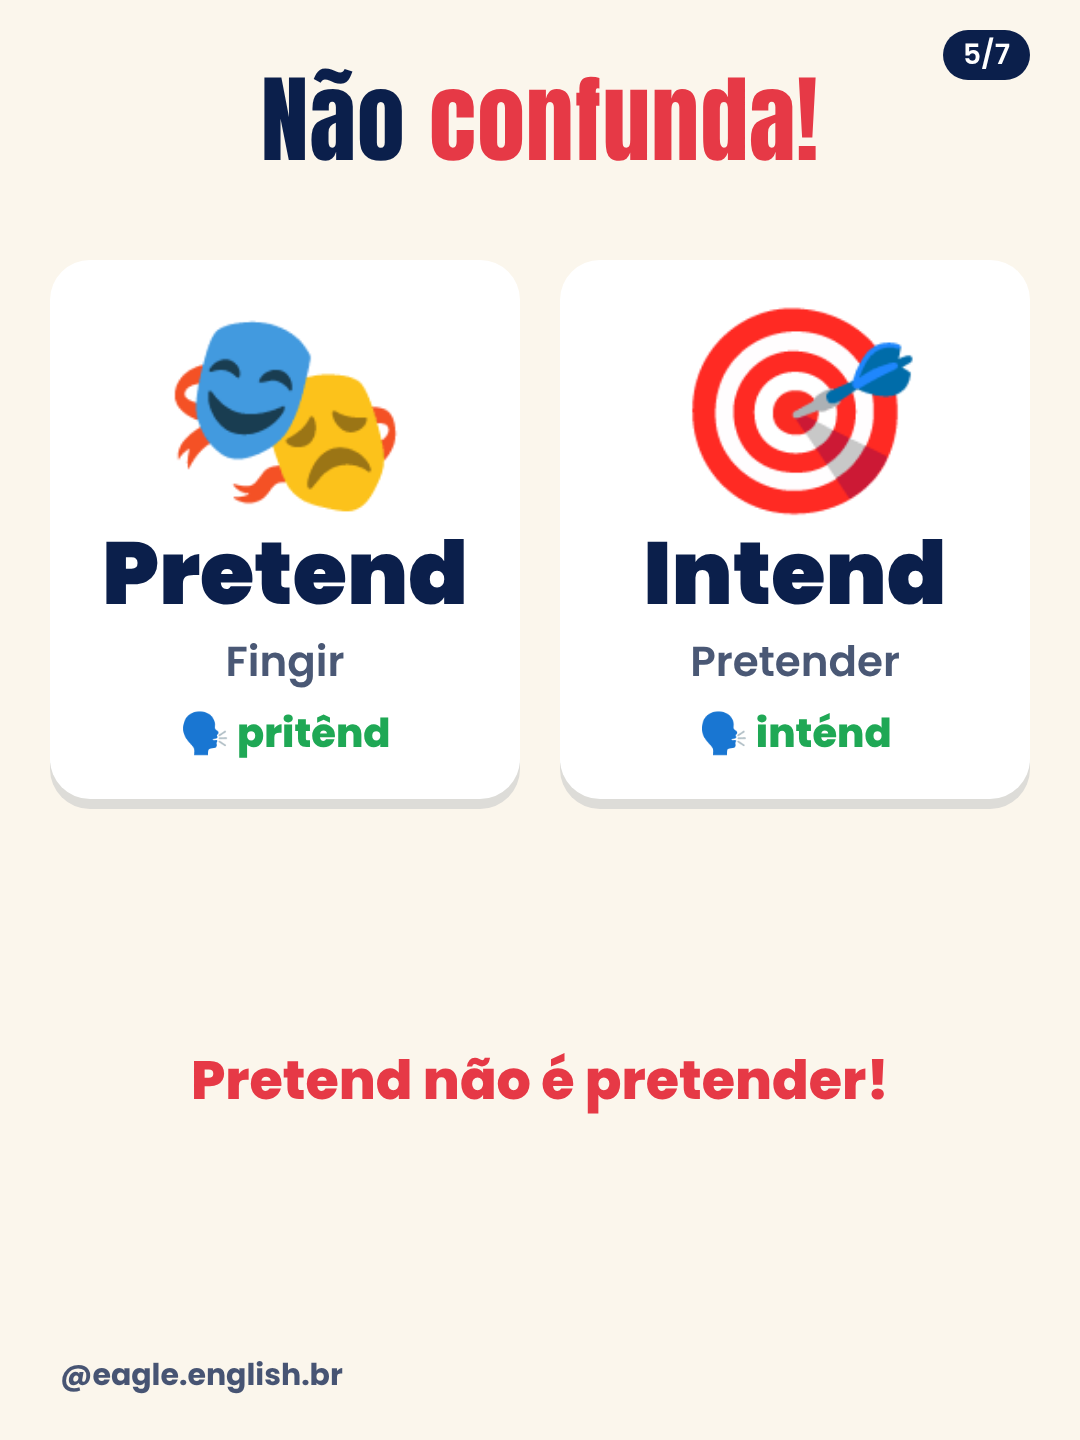 5/7
Não confunda!
Pretend
Fingir
pritênd
Intend
Pretender
inténd
Pretend não é pretender!
@eagle.english.br